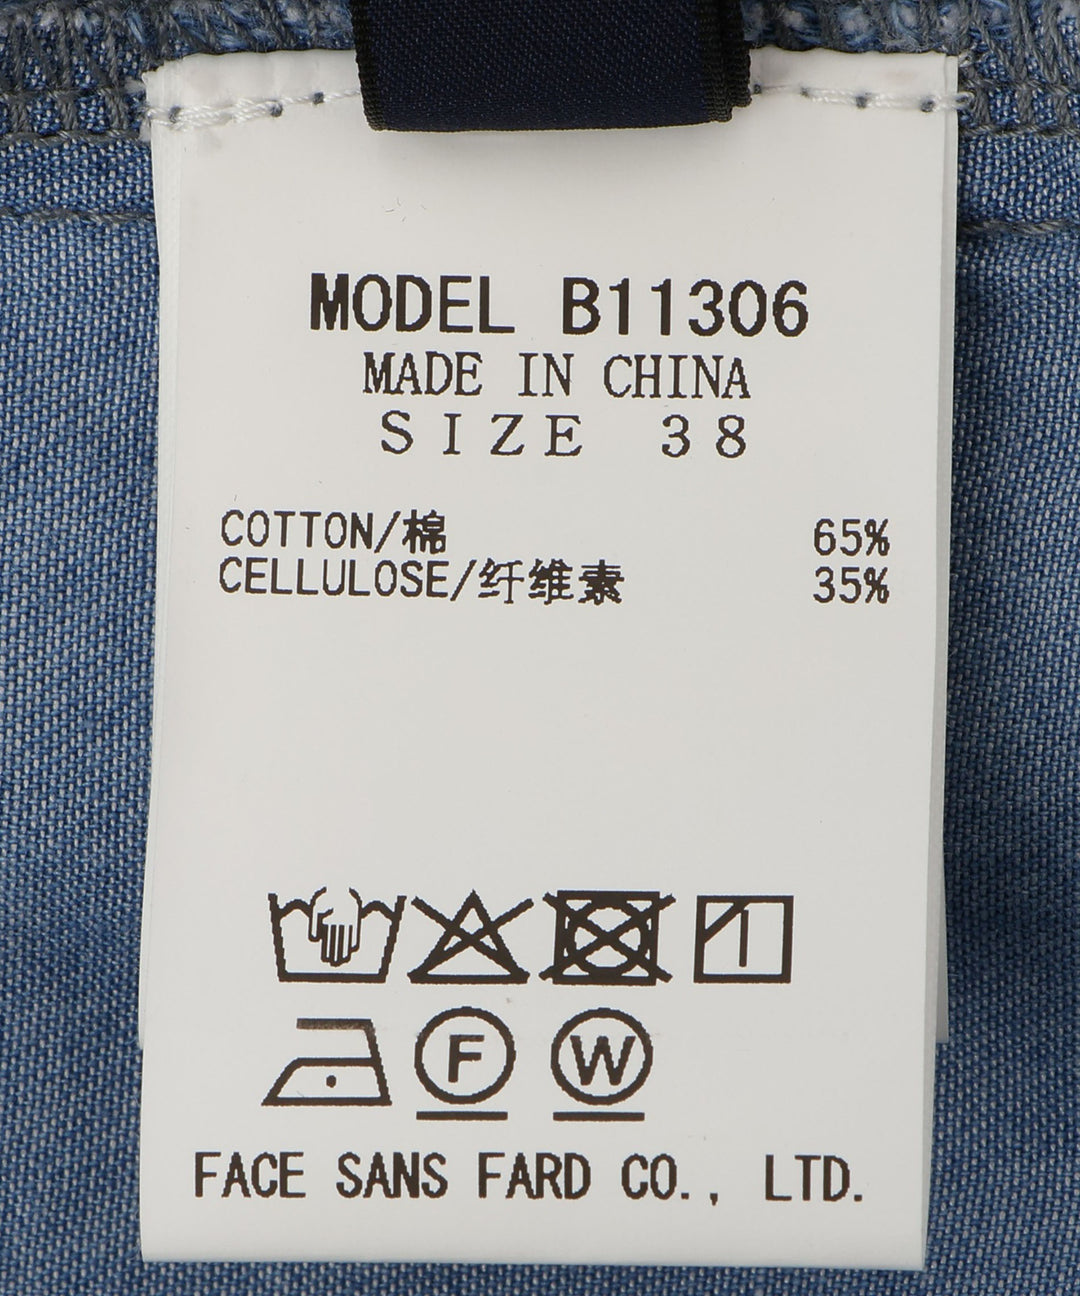 MODEL B11306
MADE IN CHINA
SIZE 38
COTTON/棉 65%
CELLULOSE/纤维素 35%
F W
FACE SANS FARD CO., LTD.